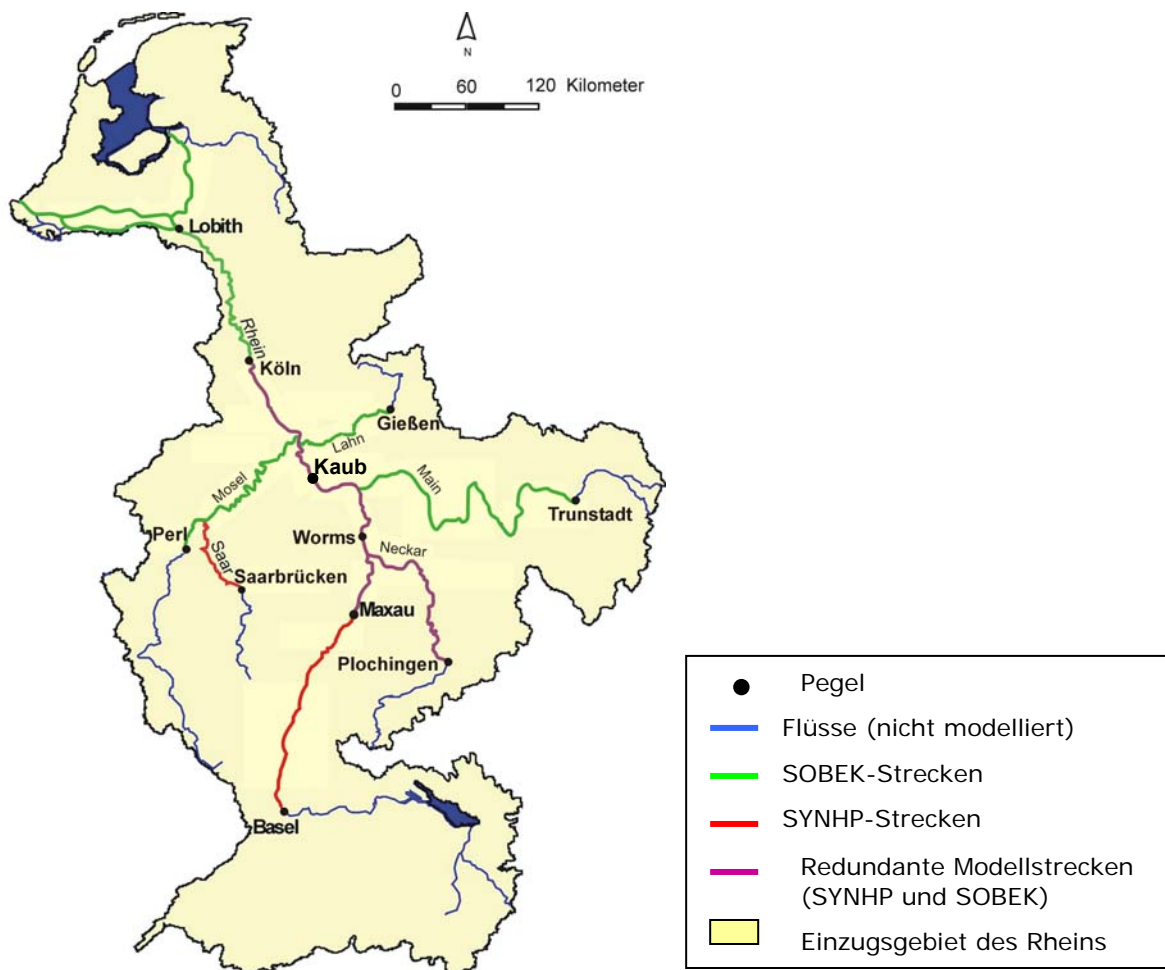 N
0 60 120 Kilometer
Lobith
Rhein
Köln
Gießen
Lahn
Kaub
Mosel
Main
Trunstadt
Perl
Worms
Neckar
Saar
Saarbrücken
Maxau
Plochingen
Basel
Pegel
Flüsse (nicht modelliert)
SOBEK-Strecken
SYNHP-Strecken
Redundante Modellstrecken
(SYNHP und SOBEK)
Einzugsgebiet des Rheins